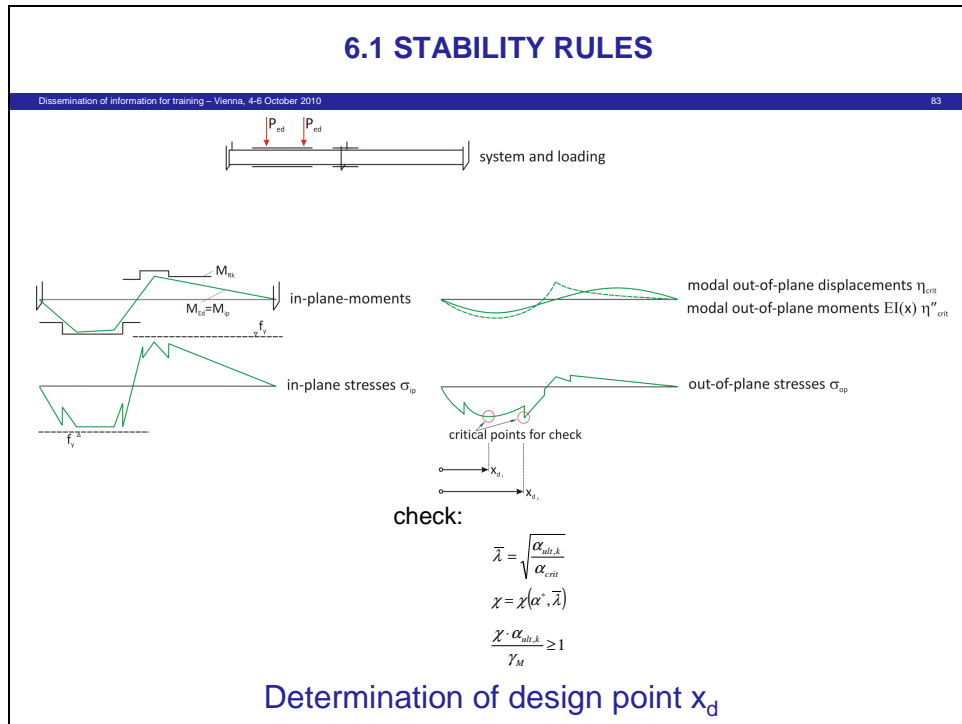 6.1 STABILITY RULES
Dissemination of information for training – Vienna, 4-6 October 2010 83
P_ed P_ed
system and loading
M_Rk
M_Ed=M_ip
in-plane-moments
f_y
modal out-of-plane displacements η_crit
modal out-of-plane moments EI(x) η″_crit
in-plane stresses σ_ip
f_y
out-of-plane stresses σ_op
critical points for check
x_d₁
x_d₂
check:
λ̅ = √(α_ult,k / α_crit)
χ = χ(α*, λ̅)
χ · α_ult,k / γ_M ≥ 1
Determination of design point x_d